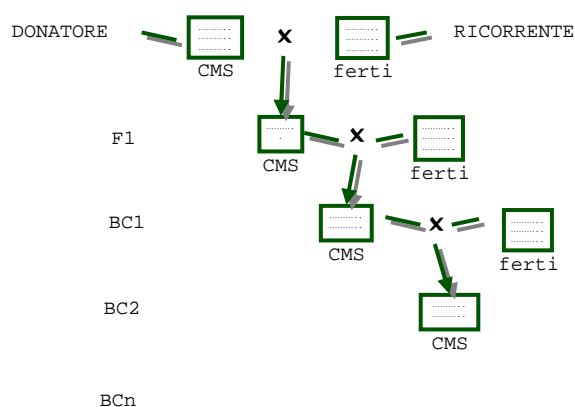 DONATORE
x
RICORRENTE
CMS
ferti
F1
x
CMS
ferti
BC1
x
CMS
ferti
BC2
CMS
BCn